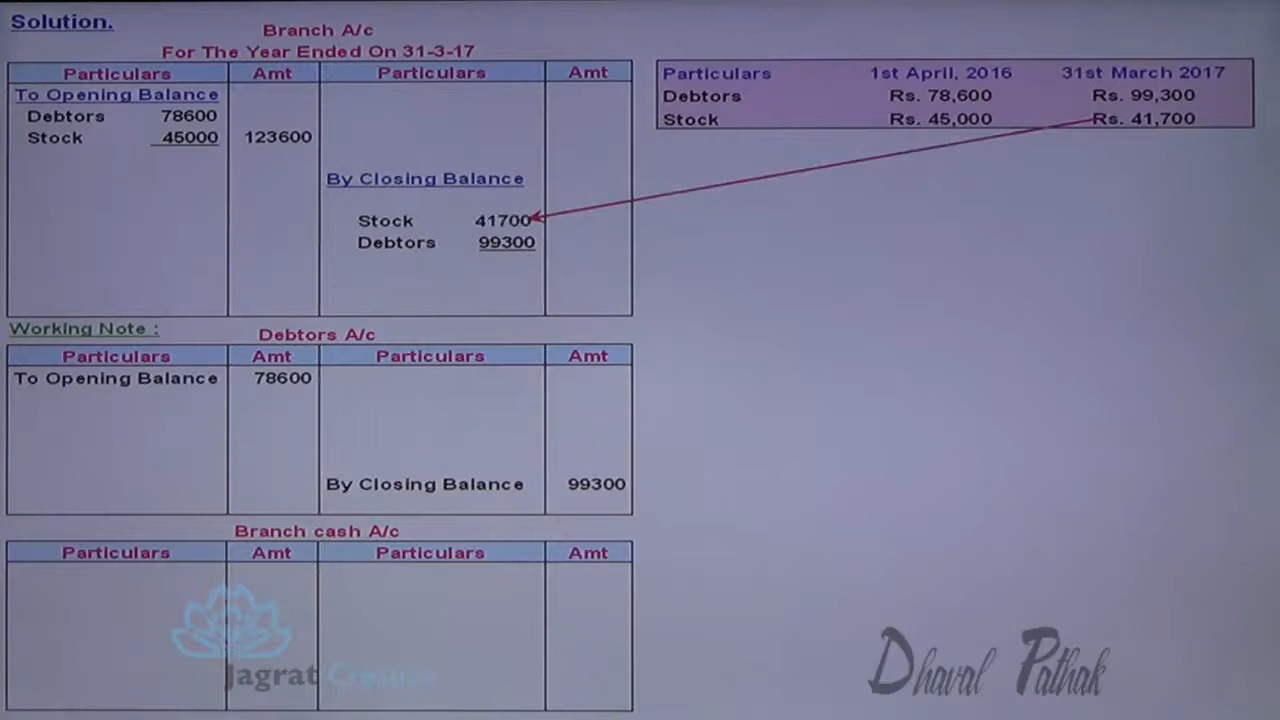 Solution.
Branch A/c
For The Year Ended On 31-3-17
Particulars Amt Particulars Amt
To Opening Balance
Debtors 78600
Stock 45000 123600
By Closing Balance
Stock 41700
Debtors 99300
Particulars 1st April, 2016 31st March 2017
Debtors Rs. 78,600 Rs. 99,300
Stock Rs. 45,000 Rs. 41,700
Working Note :
Debtors A/c
Particulars Amt Particulars Amt
To Opening Balance 78600
By Closing Balance 99300
Branch cash A/c
Particulars Amt Particulars Amt
Jagrat
Dhaval Pathak